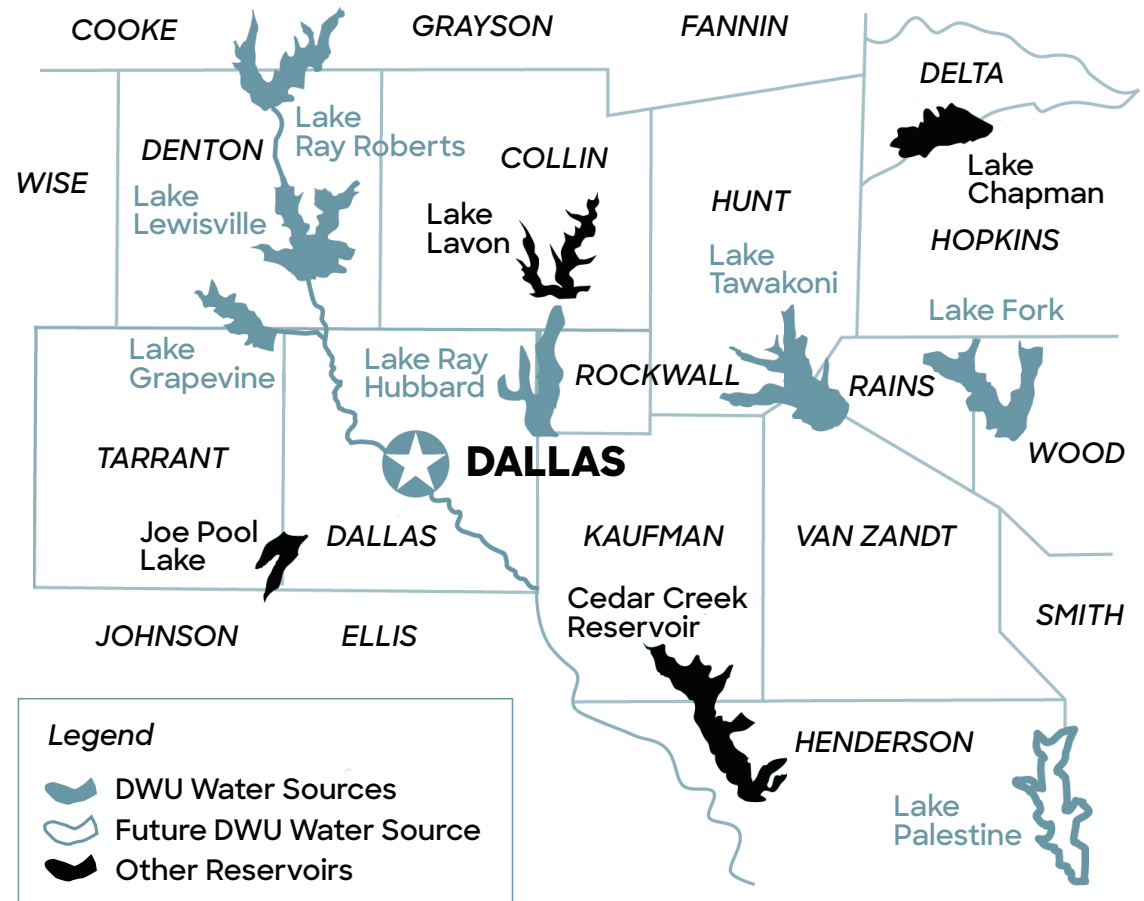 COOKE
GRAYSON
FANNIN
DELTA
Lake
Ray Roberts
DENTON
COLLIN
WISE
Lake
Chapman
Lake
Lewisville
HUNT
Lake
Lavon
HOPKINS
Lake
Tawakoni
Lake Fork
Lake
Grapevine
Lake Ray
Hubbard
ROCKWALL
RAINS
TARRANT
DALLAS
WOOD
Joe Pool
Lake
DALLAS
KAUFMAN
VAN ZANDT
Cedar Creek
Reservoir
SMITH
JOHNSON
ELLIS
Legend
DWU Water Sources
Future DWU Water Source
Other Reservoirs
HENDERSON
Lake
Palestine